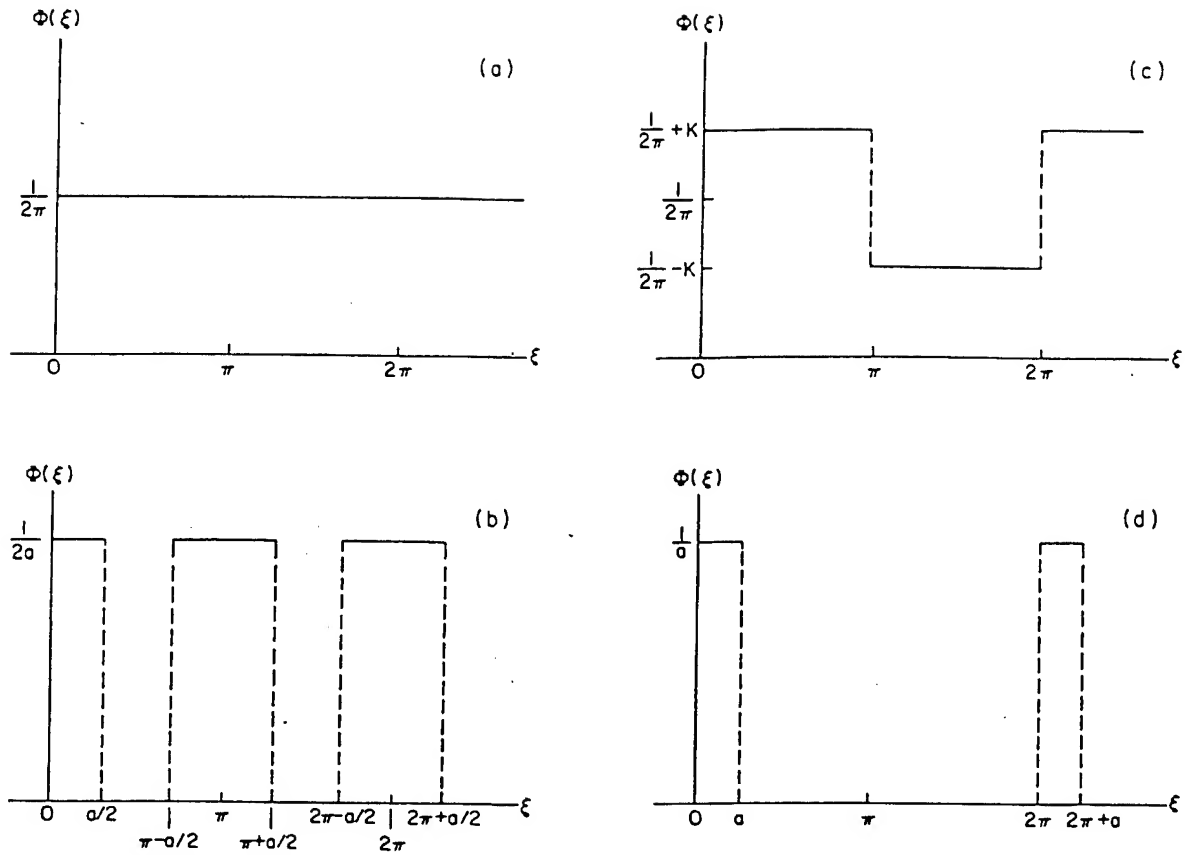 Φ(ξ)
(a)
1/2π
0 π 2π ξ
Φ(ξ)
(c)
1/2π +K
1/2π
1/2π -K
0 π 2π ξ
Φ(ξ)
(b)
1/2a
0 a/2 π-a/2 π π+a/2 2π-a/2 2π 2π+a/2 ξ
Φ(ξ)
(d)
1/a
0 a π 2π 2π+a ξ